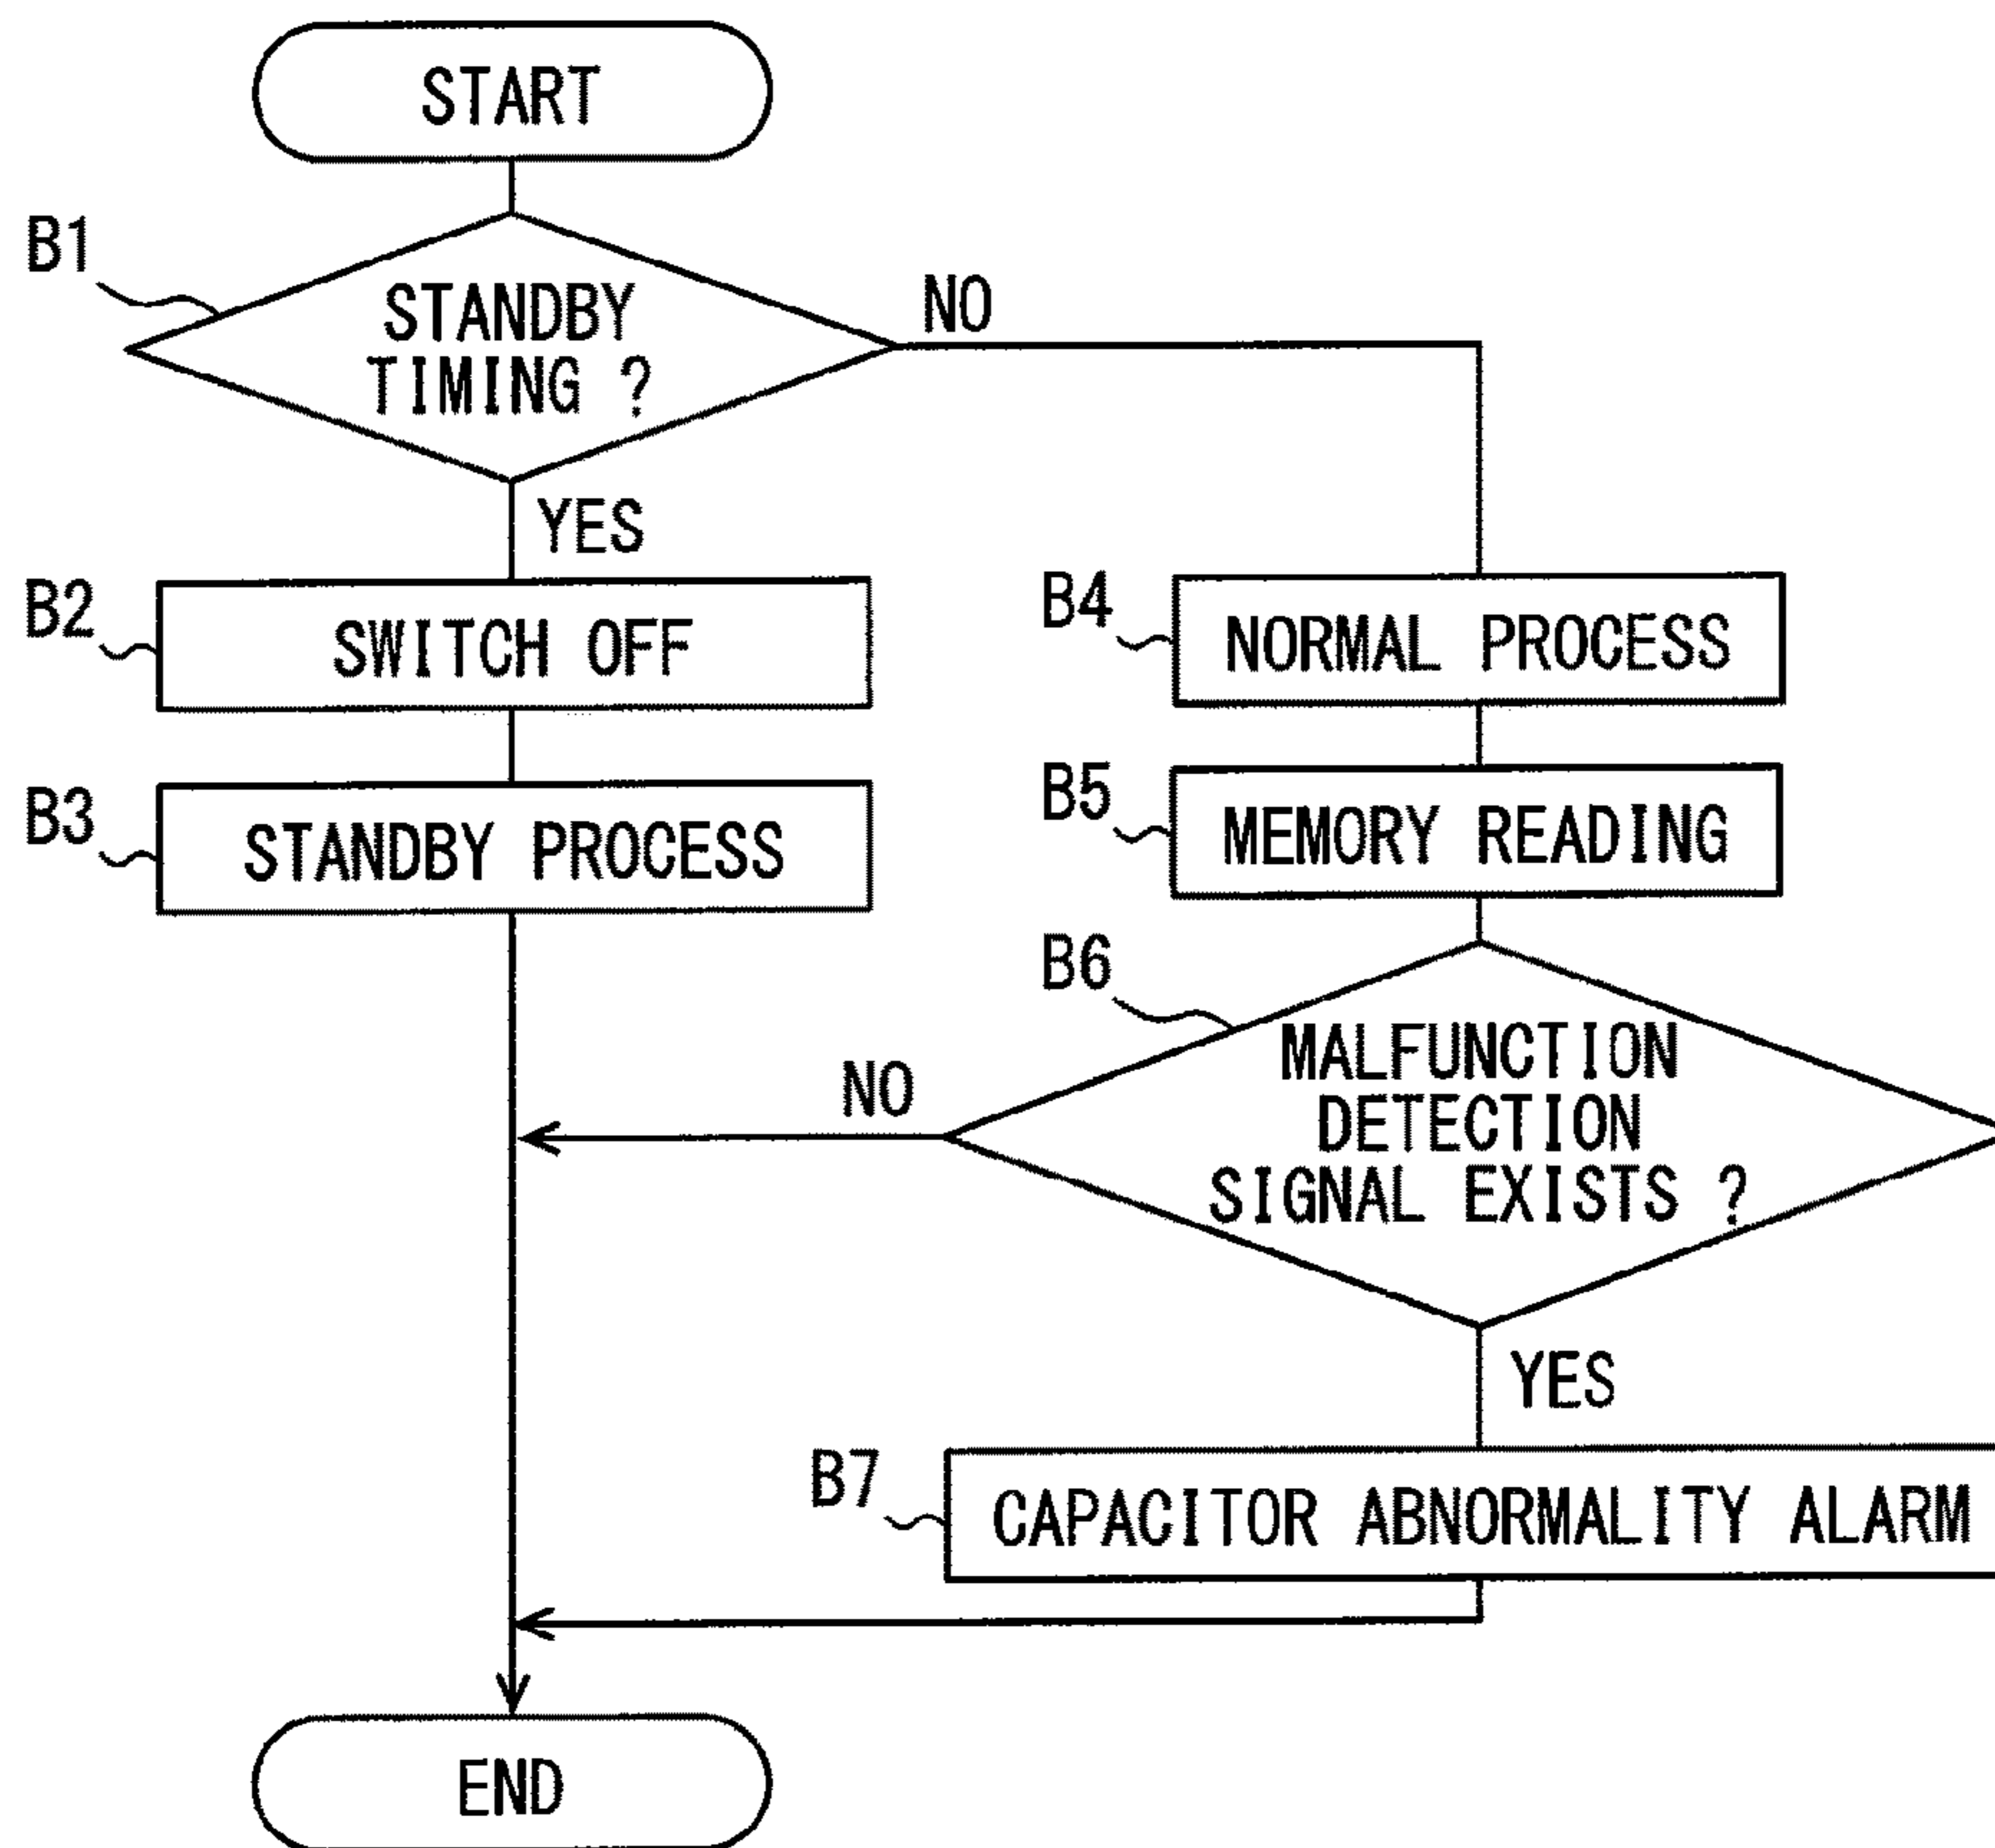 START
B1
STANDBY
TIMING ?
NO
YES
B2
SWITCH OFF
B3
STANDBY PROCESS
B4
NORMAL PROCESS
B5
MEMORY READING
B6
MALFUNCTION
DETECTION
SIGNAL EXISTS ?
NO
YES
B7
CAPACITOR ABNORMALITY ALARM
END